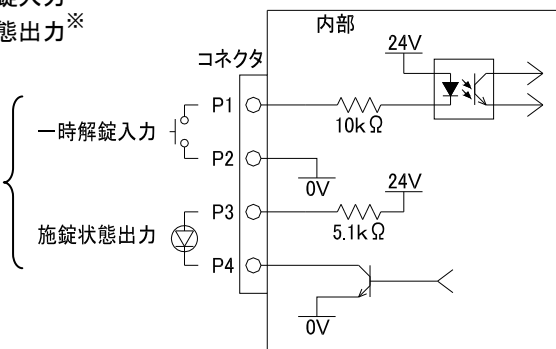 錠入力
態出力※
内部
コネクタ
24V
P1
10kΩ
一時解錠入力
P2
0V
24V
P3
5.1kΩ
施錠状態出力
P4
0V